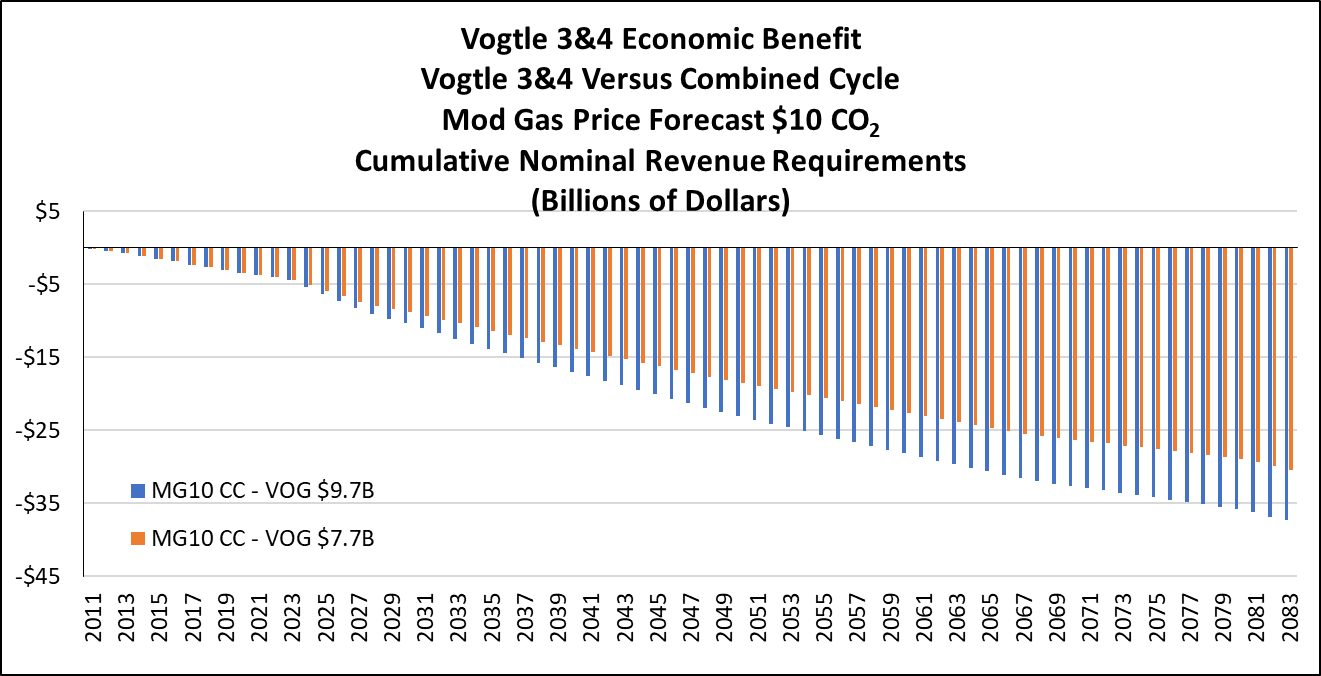 Vogtle 3&4 Economic Benefit
Vogtle 3&4 Versus Combined Cycle
Mod Gas Price Forecast $10 CO₂
Cumulative Nominal Revenue Requirements
(Billions of Dollars)
$5
-$5
-$15
-$25
-$35
-$45
MG10 CC - VOG $9.7B
MG10 CC - VOG $7.7B
2011 2013 2015 2017 2019 2021 2023 2025 2027 2029 2031 2033 2035 2037 2039 2041 2043 2045 2047 2049 2051 2053 2055 2057 2059 2061 2063 2065 2067 2069 2071 2073 2075 2077 2079 2081 2083